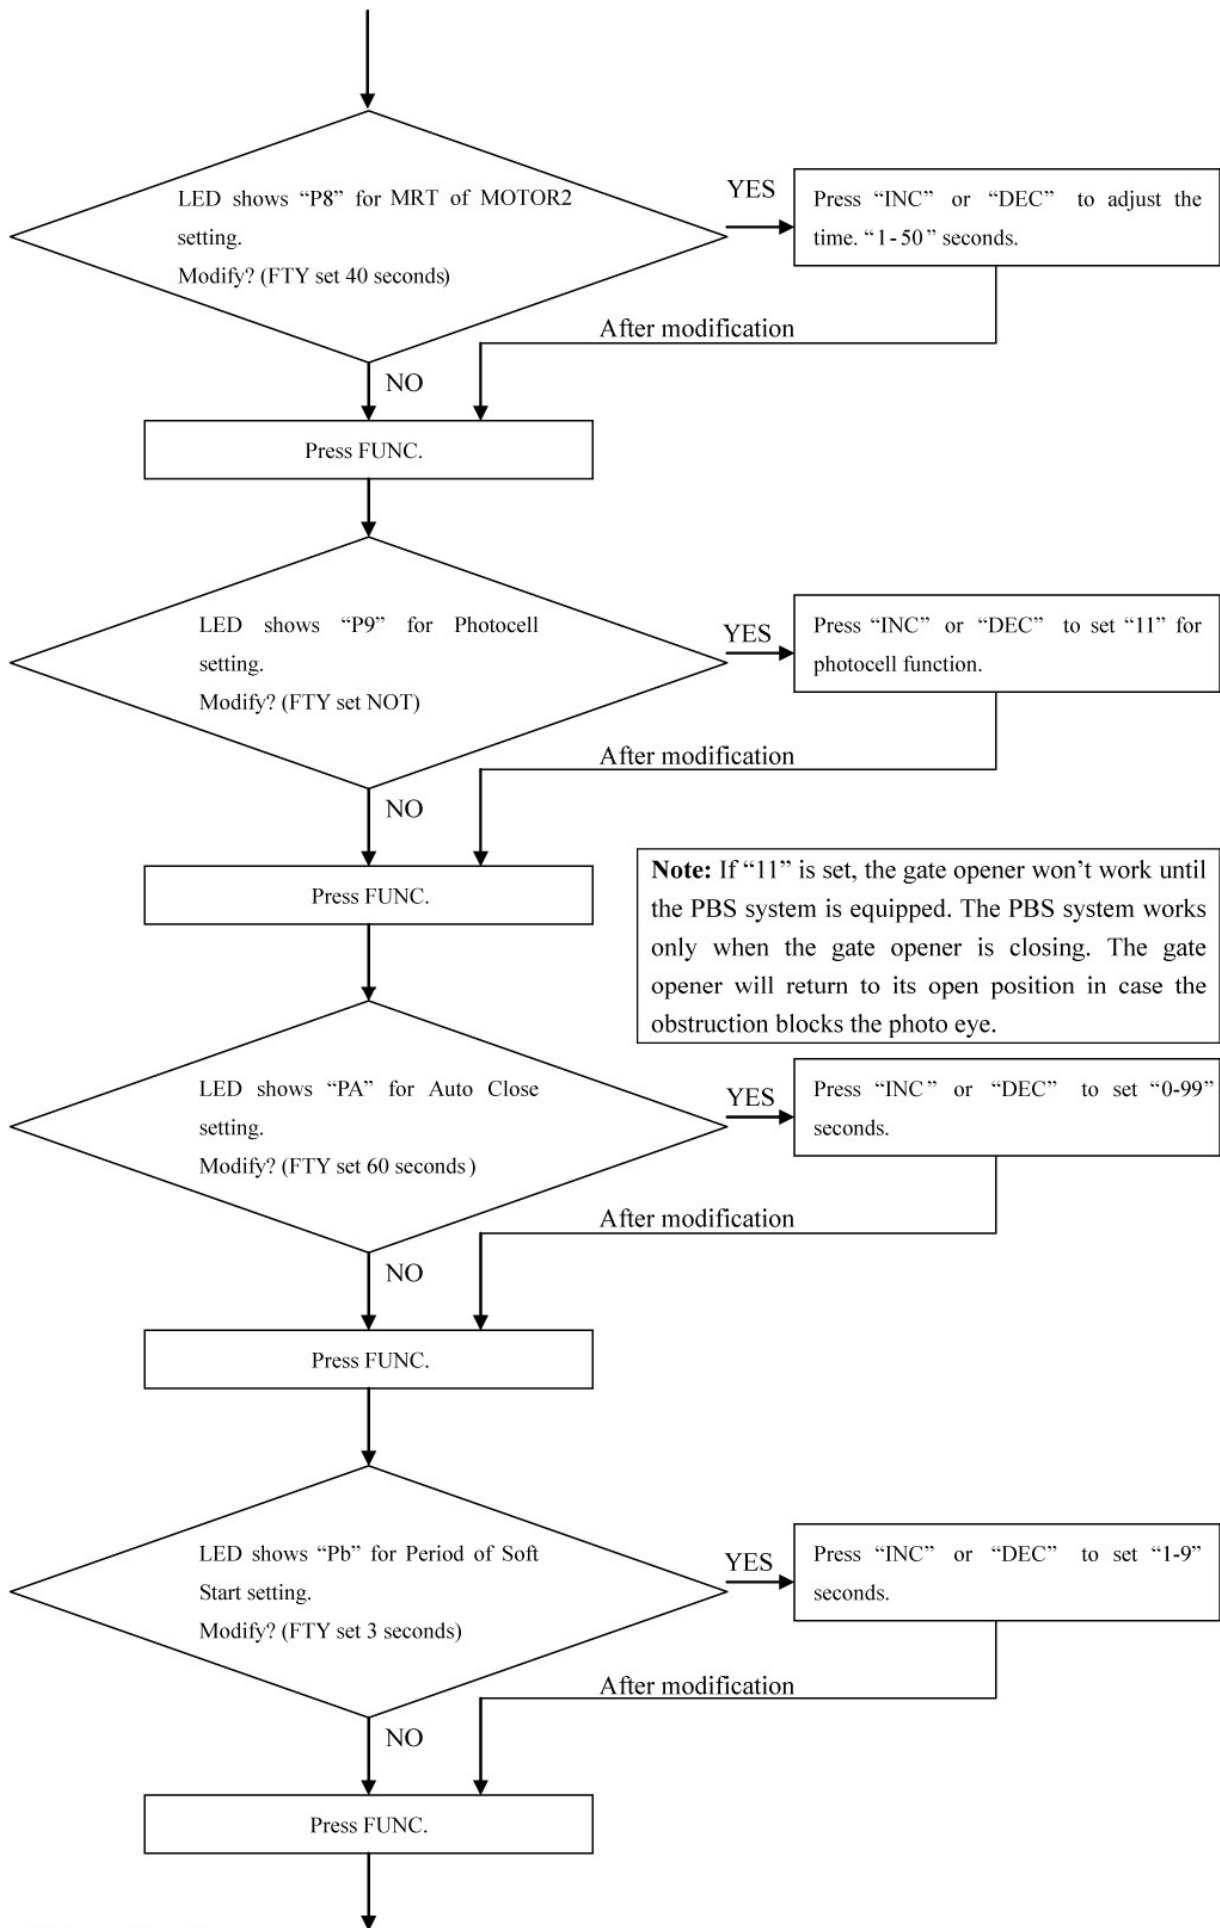 LED shows “P8” for MRT of MOTOR2
setting.
Modify? (FTY set 40 seconds)
YES
Press “INC” or “DEC” to adjust the
time. “1-50” seconds.
After modification
NO
Press FUNC.
LED shows “P9” for Photocell
setting.
Modify? (FTY set NOT)
YES
Press “INC” or “DEC” to set “11” for
photocell function.
After modification
NO
Press FUNC.
Note: If “11” is set, the gate opener won’t work until
the PBS system is equipped. The PBS system works
only when the gate opener is closing. The gate
opener will return to its open position in case the
obstruction blocks the photo eye.
LED shows “PA” for Auto Close
setting.
Modify? (FTY set 60 seconds)
YES
Press “INC” or “DEC” to set “0-99”
seconds.
After modification
NO
Press FUNC.
LED shows “Pb” for Period of Soft
Start setting.
Modify? (FTY set 3 seconds)
YES
Press “INC” or “DEC” to set “1-9”
seconds.
After modification
NO
Press FUNC.